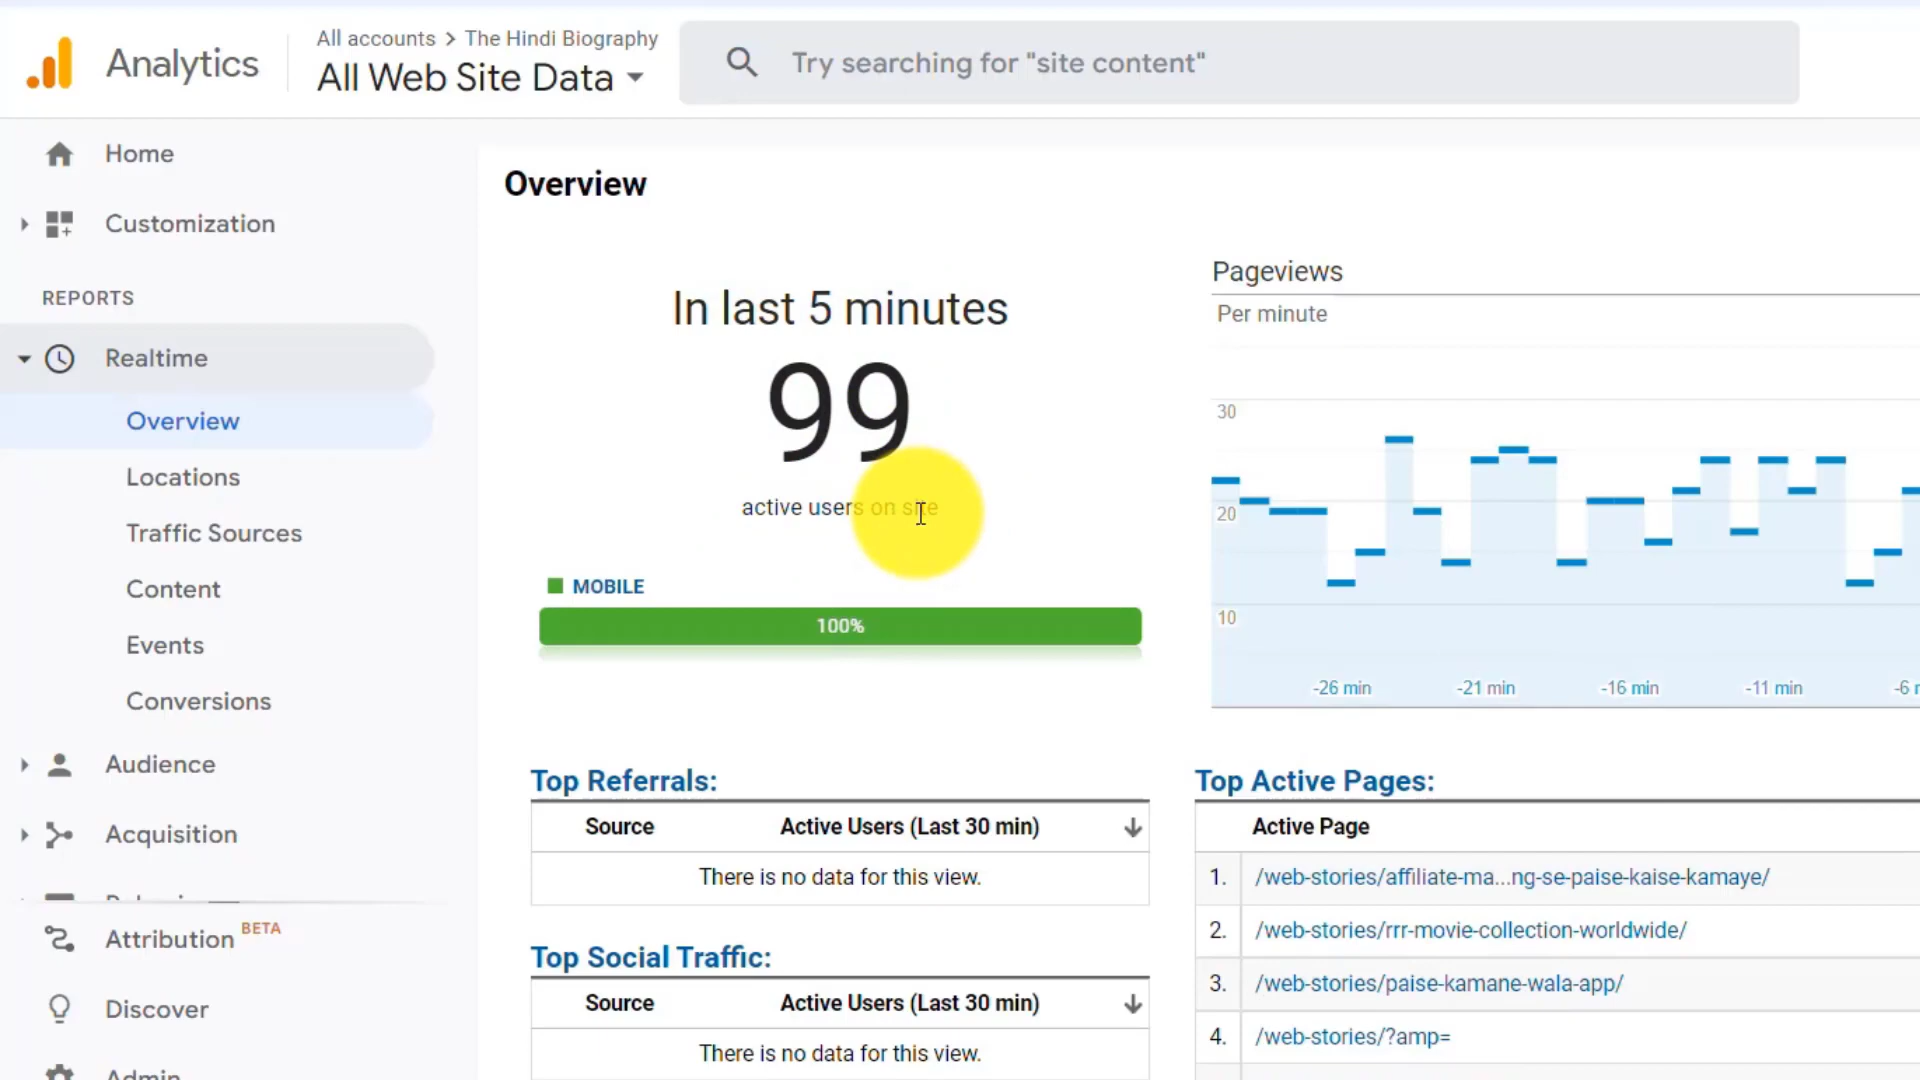 Analytics
All accounts > The Hindi Biography
All Web Site Data
Try searching for "site content"
Home
Customization
REPORTS
Realtime
Overview
Locations
Traffic Sources
Content
Events
Conversions
Audience
Acquisition
Attribution BETA
Discover
Admin
Overview
In last 5 minutes
99
active users on site
MOBILE
100%
Pageviews
Per minute
30
20
10
-26 min
-21 min
-16 min
-11 min
Top Referrals:
Source
Active Users (Last 30 min)
There is no data for this view.
Top Social Traffic:
Source
Active Users (Last 30 min)
There is no data for this view.
Top Active Pages:
Active Page
1. /web-stories/affiliate-ma...ng-se-paise-kaise-kamaye/
2. /web-stories/rrr-movie-collection-worldwide/
3. /web-stories/paise-kamane-wala-app/
4. /web-stories/?amp=